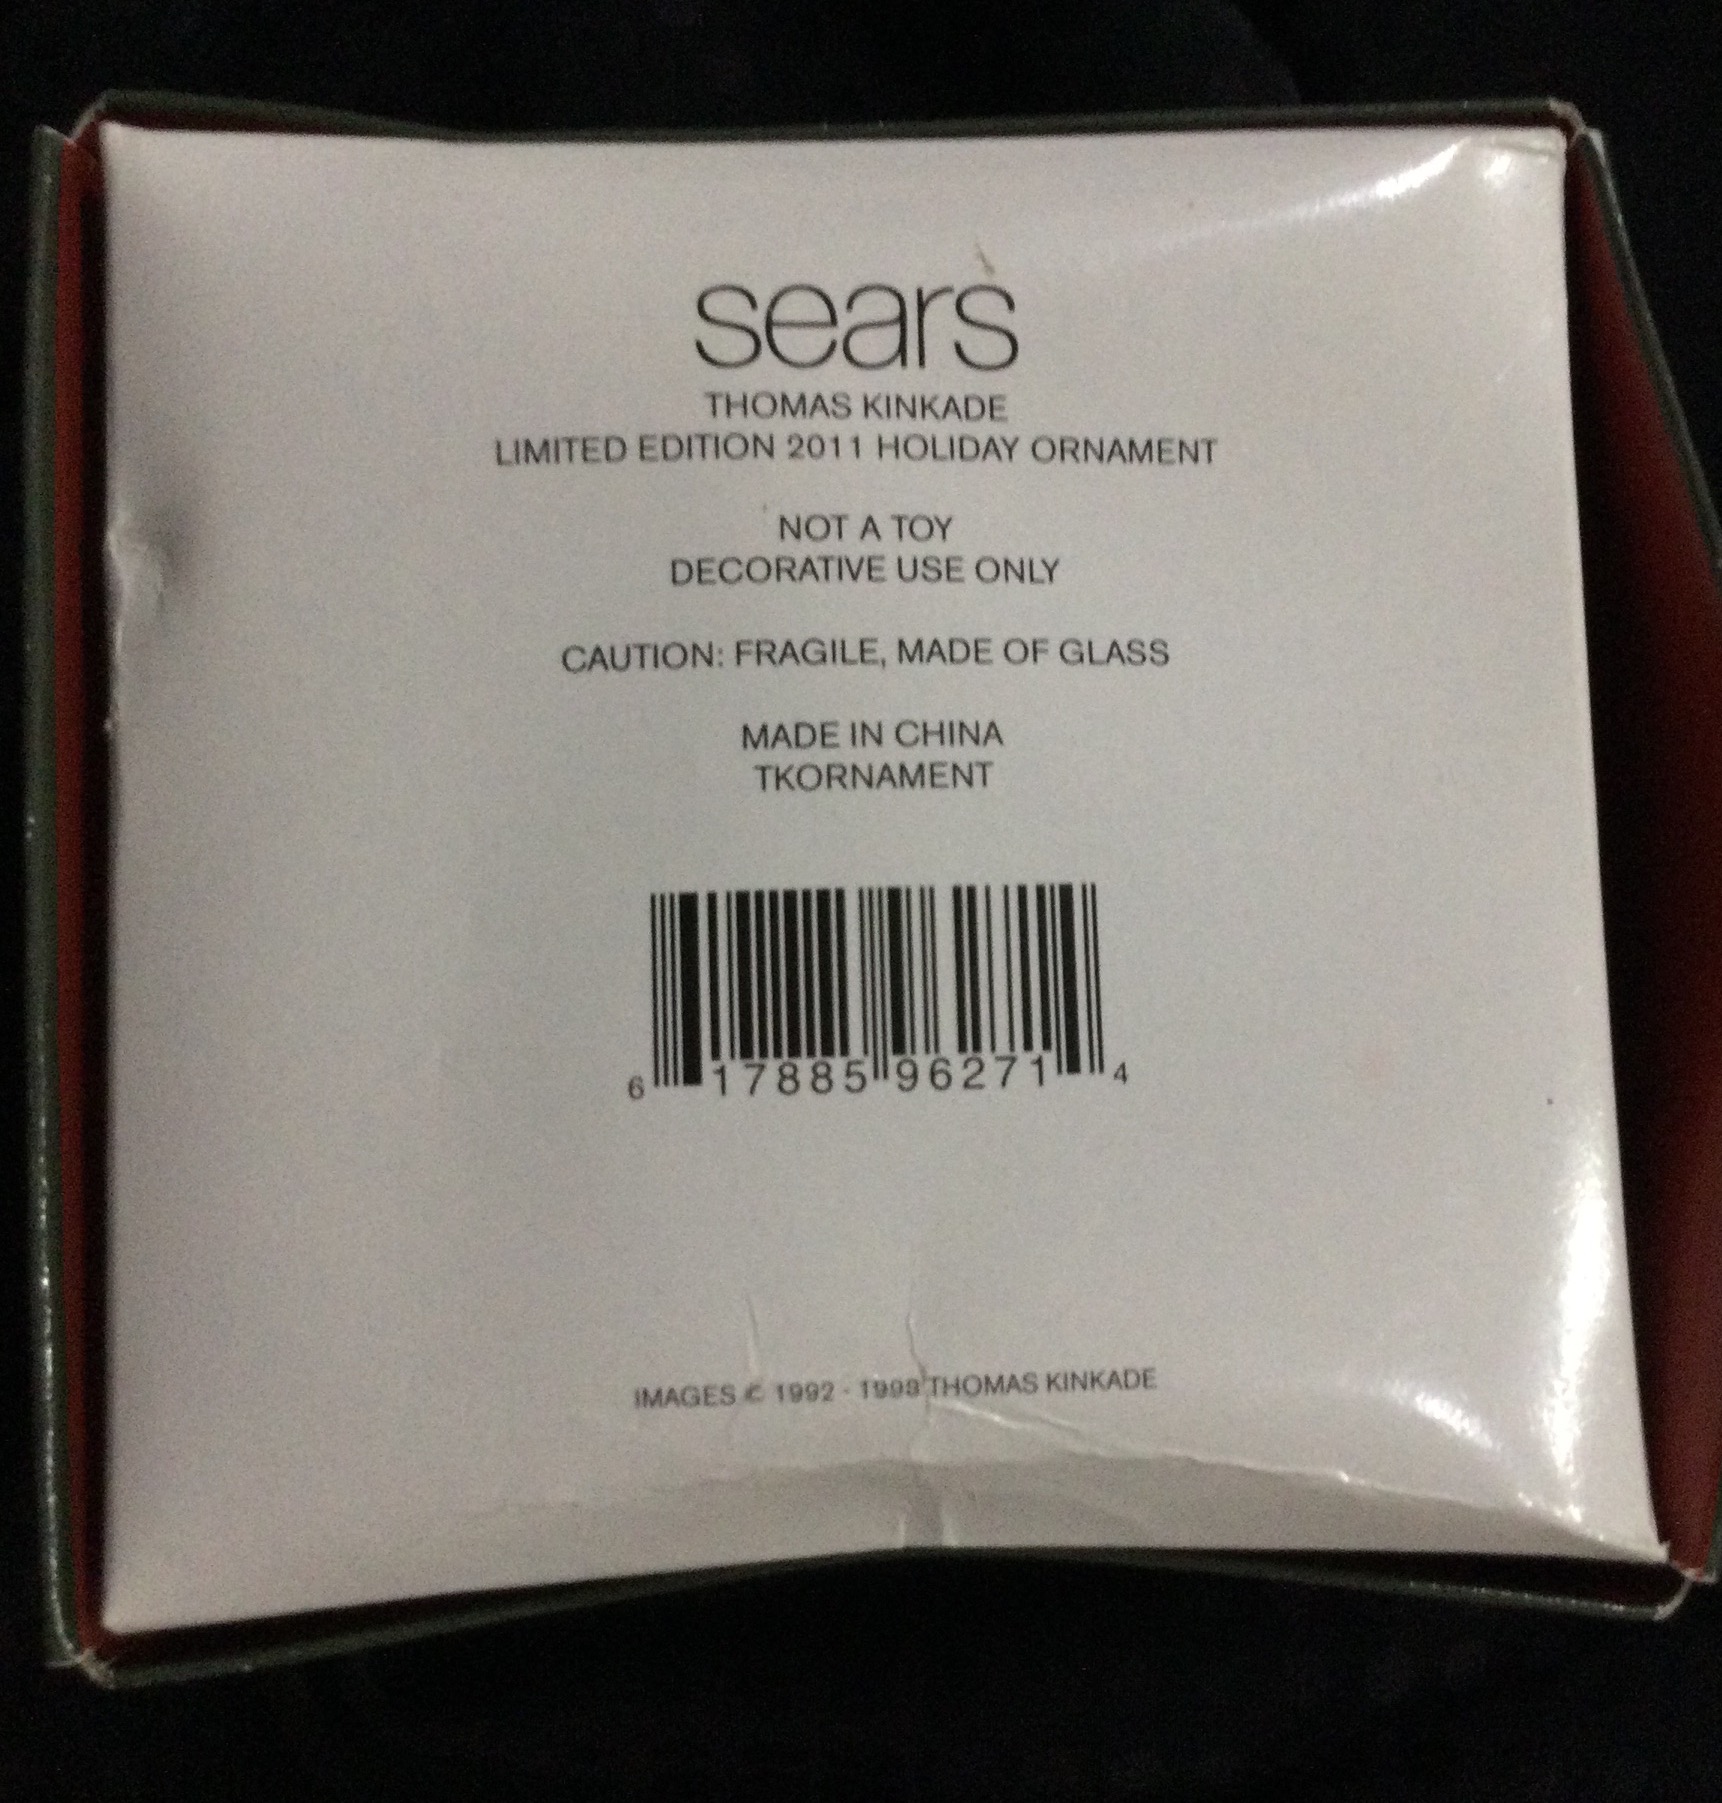 sears
THOMAS KINKADE
LIMITED EDITION 2011 HOLIDAY ORNAMENT
NOT A TOY
DECORATIVE USE ONLY
CAUTION: FRAGILE, MADE OF GLASS
MADE IN CHINA
TKORNAMENT
6 17885 96271 4
IMAGES © 1992 - 1998 THOMAS KINKADE